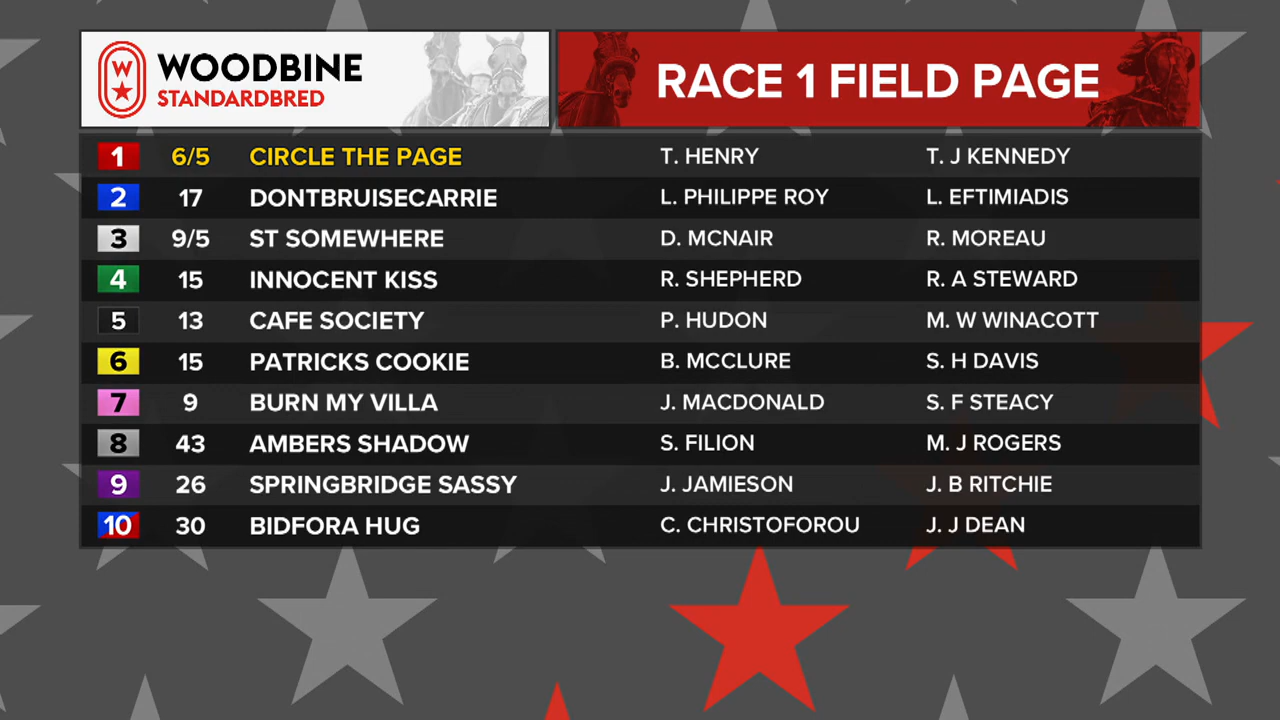 W
WOODBINE
STANDARDBRED
RACE 1 FIELD PAGE
1 6/5 CIRCLE THE PAGE T. HENRY T. J KENNEDY
2 17 DONTBRUISECARRIE L. PHILIPPE ROY L. EFTIMIADIS
3 9/5 ST SOMEWHERE D. MCNAIR R. MOREAU
4 15 INNOCENT KISS R. SHEPHERD R. A STEWARD
5 13 CAFE SOCIETY P. HUDON M. W WINACOTT
6 15 PATRICKS COOKIE B. MCCLURE S. H DAVIS
7 9 BURN MY VILLA J. MACDONALD S. F STEACY
8 43 AMBERS SHADOW S. FILION M. J ROGERS
9 26 SPRINGBRIDGE SASSY J. JAMIESON J. B RITCHIE
10 30 BIDFORA HUG C. CHRISTOFOROU J. J DEAN